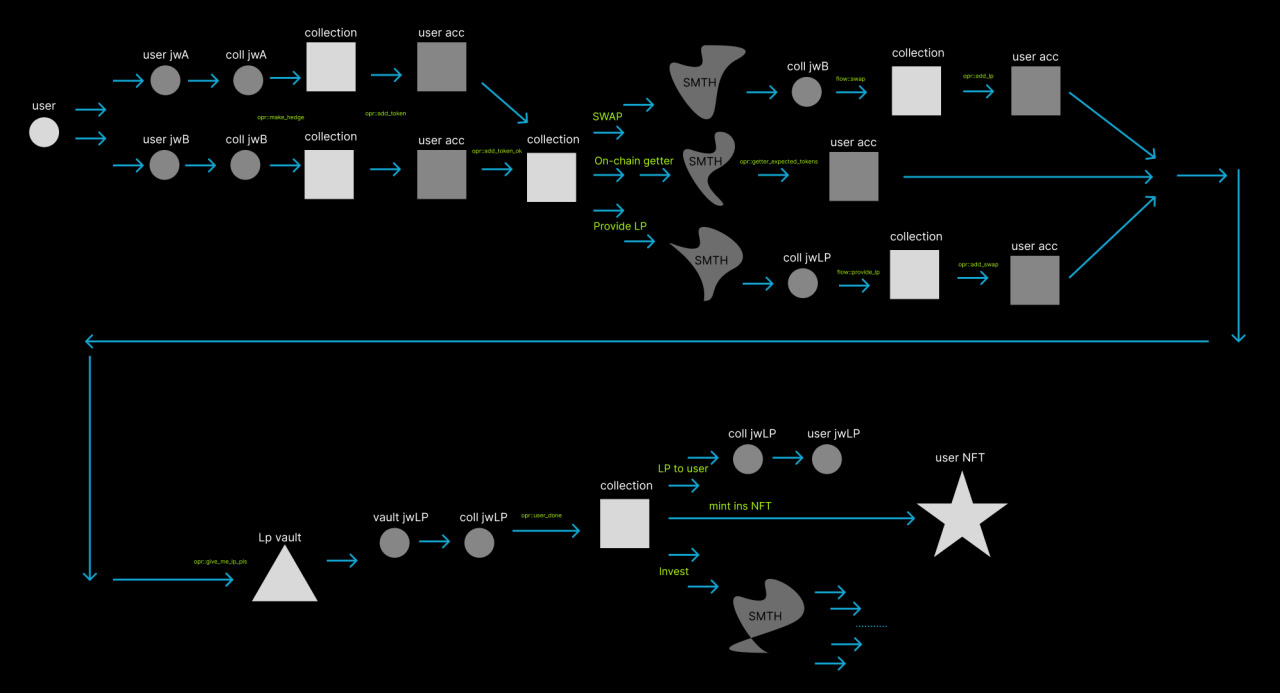 user
user jwA
coll jwA
collection
user acc
opr::make_hedge
opr::add_token
user jwB
coll jwB
collection
user acc
opr::add_token_ok
collection
SWAP
SMTH
coll jwB
flow::swap
collection
opr::add_lp
user acc
On-chain getter
SMTH
opr::getter_expected_tokens
user acc
Provide LP
SMTH
coll jwLP
flow::provide_lp
collection
opr::add_swap
user acc
opr::give_me_lp_pls
Lp vault
vault jwLP
coll jwLP
opr::user_done
collection
LP to user
coll jwLP
user jwLP
mint ins NFT
user NFT
Invest
SMTH
............